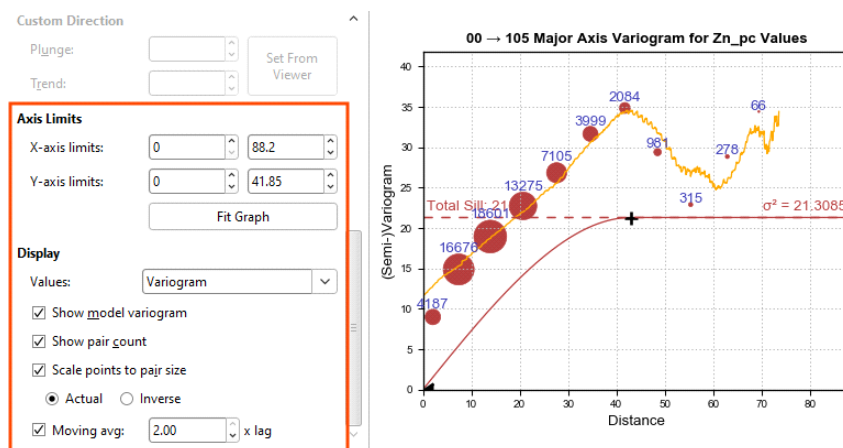 Custom Direction
Plunge:
Set From
Viewer
Trend:
Axis Limits
X-axis limits: 0 88.2
Y-axis limits: 0 41.85
Fit Graph
Display
Values: Variogram
Show model variogram
Show pair count
Scale points to pair size
Actual Inverse
Moving avg: 2.00 x lag
00 → 105 Major Axis Variogram for Zn_pc Values
(Semi-)Variogram
40
35
30
25
20
15
10
5
0
2084
3999
981
66
7105
278
13275
315
Total Sill: 21
σ² = 21.3085
18601
16676
4187
0 10 20 30 40 50 60 70 80
Distance